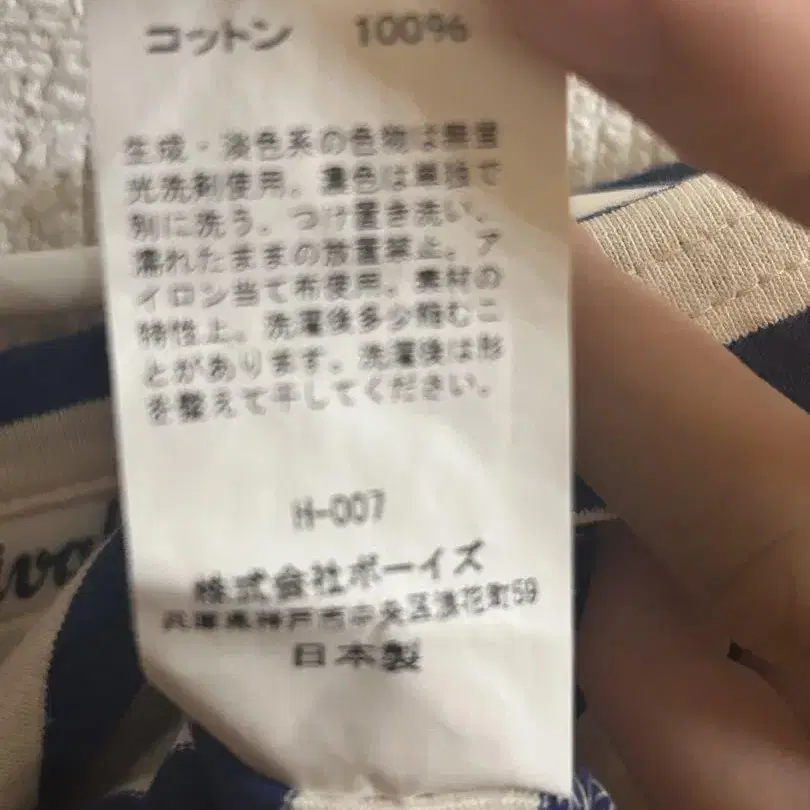 コットン 100%
生成・淡色系の色物は無蛍
光洗剤使用。濃色は単独で
別に洗う。つけ置き洗い、
濡れたままの放置禁止。ア
イロン当て布使用。素材の
特性上、洗濯後多少縮むこ
とがあります。洗濯後は形
を整えて干してください。
H-007
株式会社ボーイズ
兵庫県神戸市中央区浪花町59
日本製